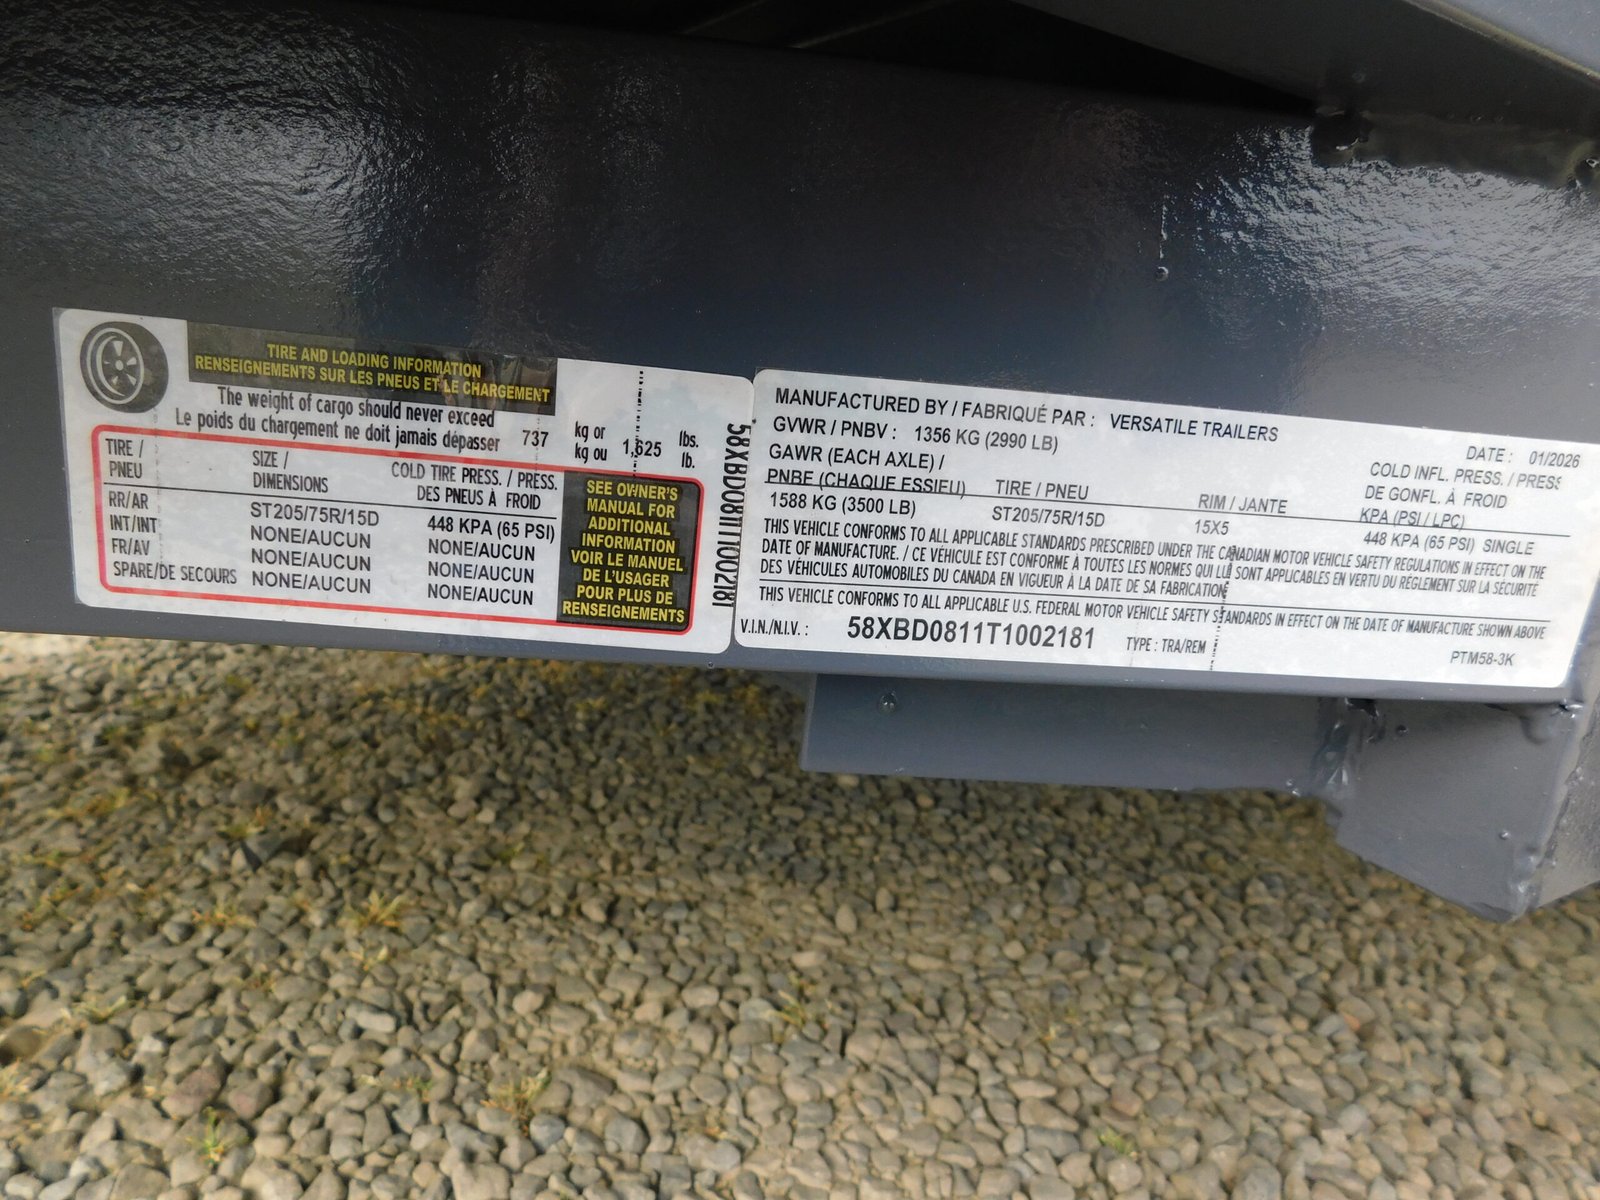 TIRE AND LOADING INFORMATION
RENSEIGNEMENTS SUR LES PNEUS ET LE CHARGEMENT
The weight of cargo should never exceed
Le poids du chargement ne doit jamais dépasser 737 kg or kg ou 1,625 lbs. lb.
TIRE / PNEU SIZE / DIMENSIONS COLD TIRE PRESS. / PRESS. DES PNEUS À FROID
RR/AR ST205/75R/15D 448 KPA (65 PSI)
INT/INT NONE/AUCUN NONE/AUCUN
FR/AV NONE/AUCUN NONE/AUCUN
SPARE/DE SECOURS NONE/AUCUN NONE/AUCUN
SEE OWNER'S
MANUAL FOR
ADDITIONAL
INFORMATION
VOIR LE MANUEL
DE L'USAGER
POUR PLUS DE
RENSEIGNEMENTS
58XBD0811T1002181
MANUFACTURED BY / FABRIQUÉ PAR : VERSATILE TRAILERS
GVWR / PNBV : 1356 KG (2990 LB)
DATE : 01/2026
GAWR (EACH AXLE) /
PNBE (CHAQUE ESSIEU) TIRE / PNEU RIM / JANTE
COLD INFL. PRESS. / PRESS
DE GONFL. À FROID
KPA (PSI / LPC)
1588 KG (3500 LB) ST205/75R/15D 15X5 448 KPA (65 PSI) SINGLE
THIS VEHICLE CONFORMS TO ALL APPLICABLE STANDARDS PRESCRIBED UNDER THE CANADIAN MOTOR VEHICLE SAFETY REGULATIONS IN EFFECT ON THE
DATE OF MANUFACTURE. / CE VÉHICULE EST CONFORME À TOUTES LES NORMES QUI LUI SONT APPLICABLES EN VERTU DU RÈGLEMENT SUR LA SÉCURITÉ
DES VÉHICULES AUTOMOBILES DU CANADA EN VIGUEUR À LA DATE DE SA FABRICATION
THIS VEHICLE CONFORMS TO ALL APPLICABLE U.S. FEDERAL MOTOR VEHICLE SAFETY STANDARDS IN EFFECT ON THE DATE OF MANUFACTURE SHOWN ABOVE
V.I.N./N.I.V. : 58XBD0811T1002181 TYPE : TRA/REM
PTM58-3K